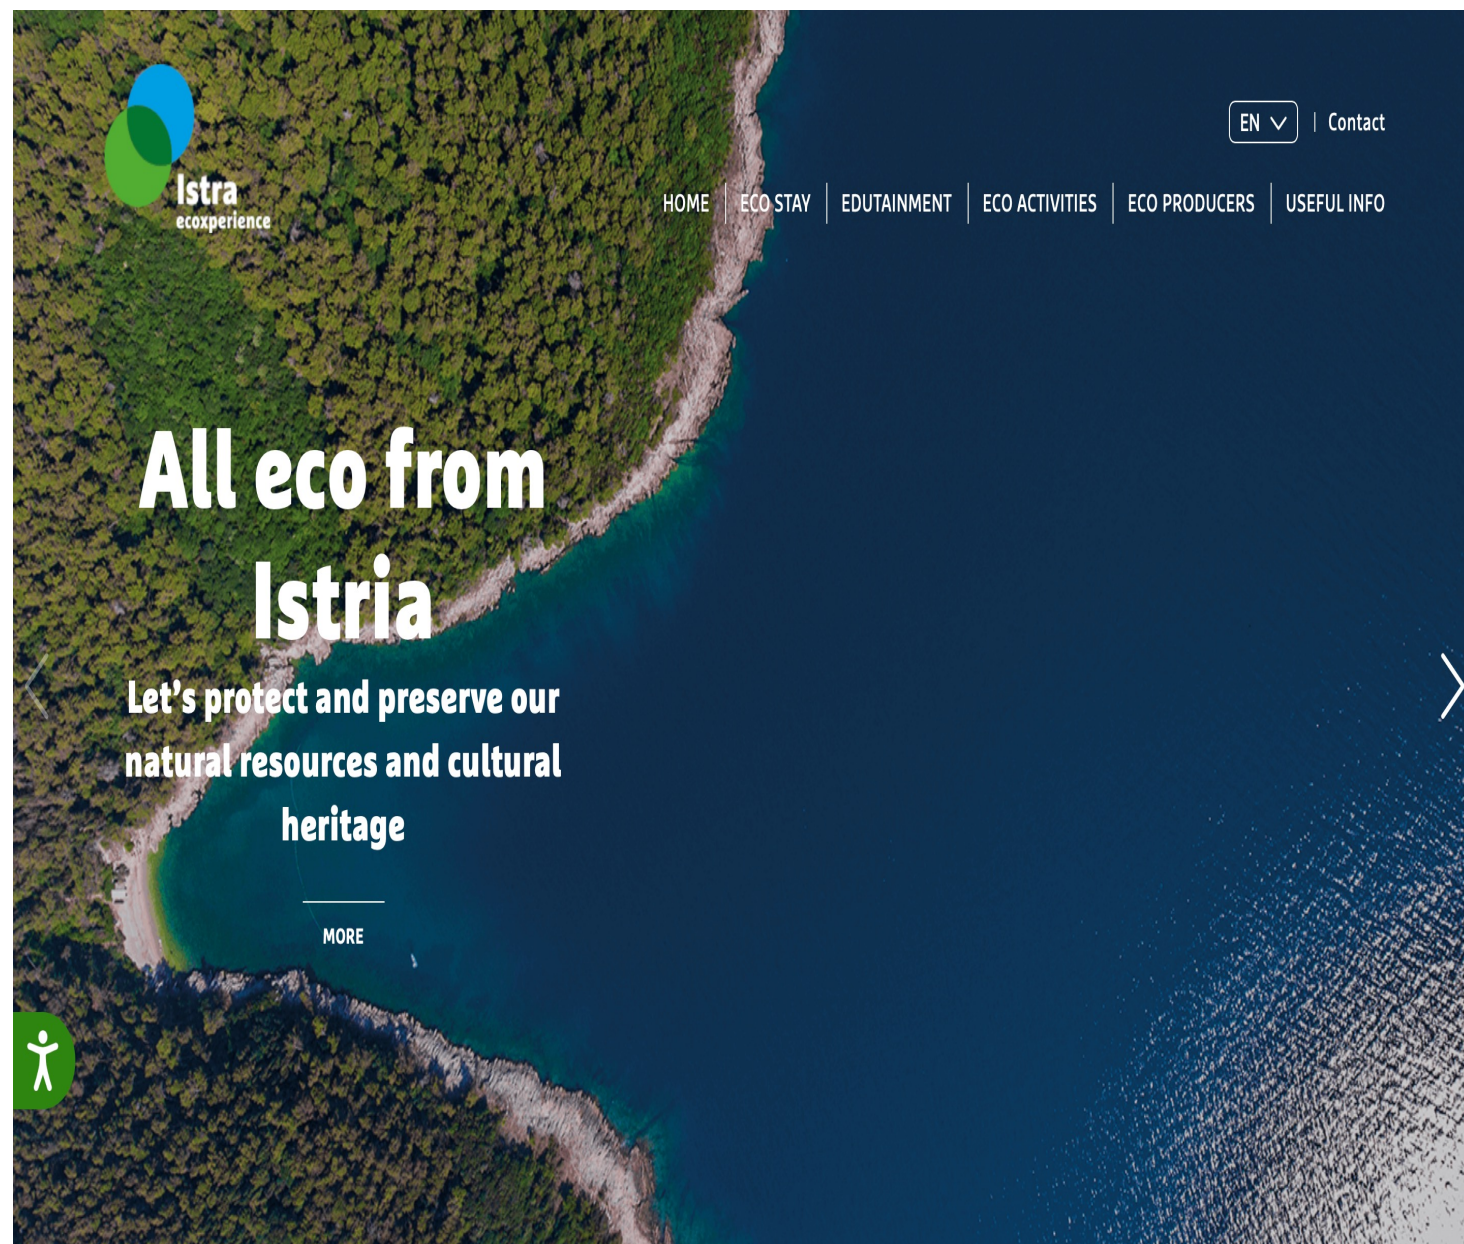 Istra
ecoxperience
EN
Contact
HOME
ECO STAY
EDUTAINMENT
ECO ACTIVITIES
ECO PRODUCERS
USEFUL INFO
All eco from
Istria
Let’s protect and preserve our
natural resources and cultural
heritage
MORE